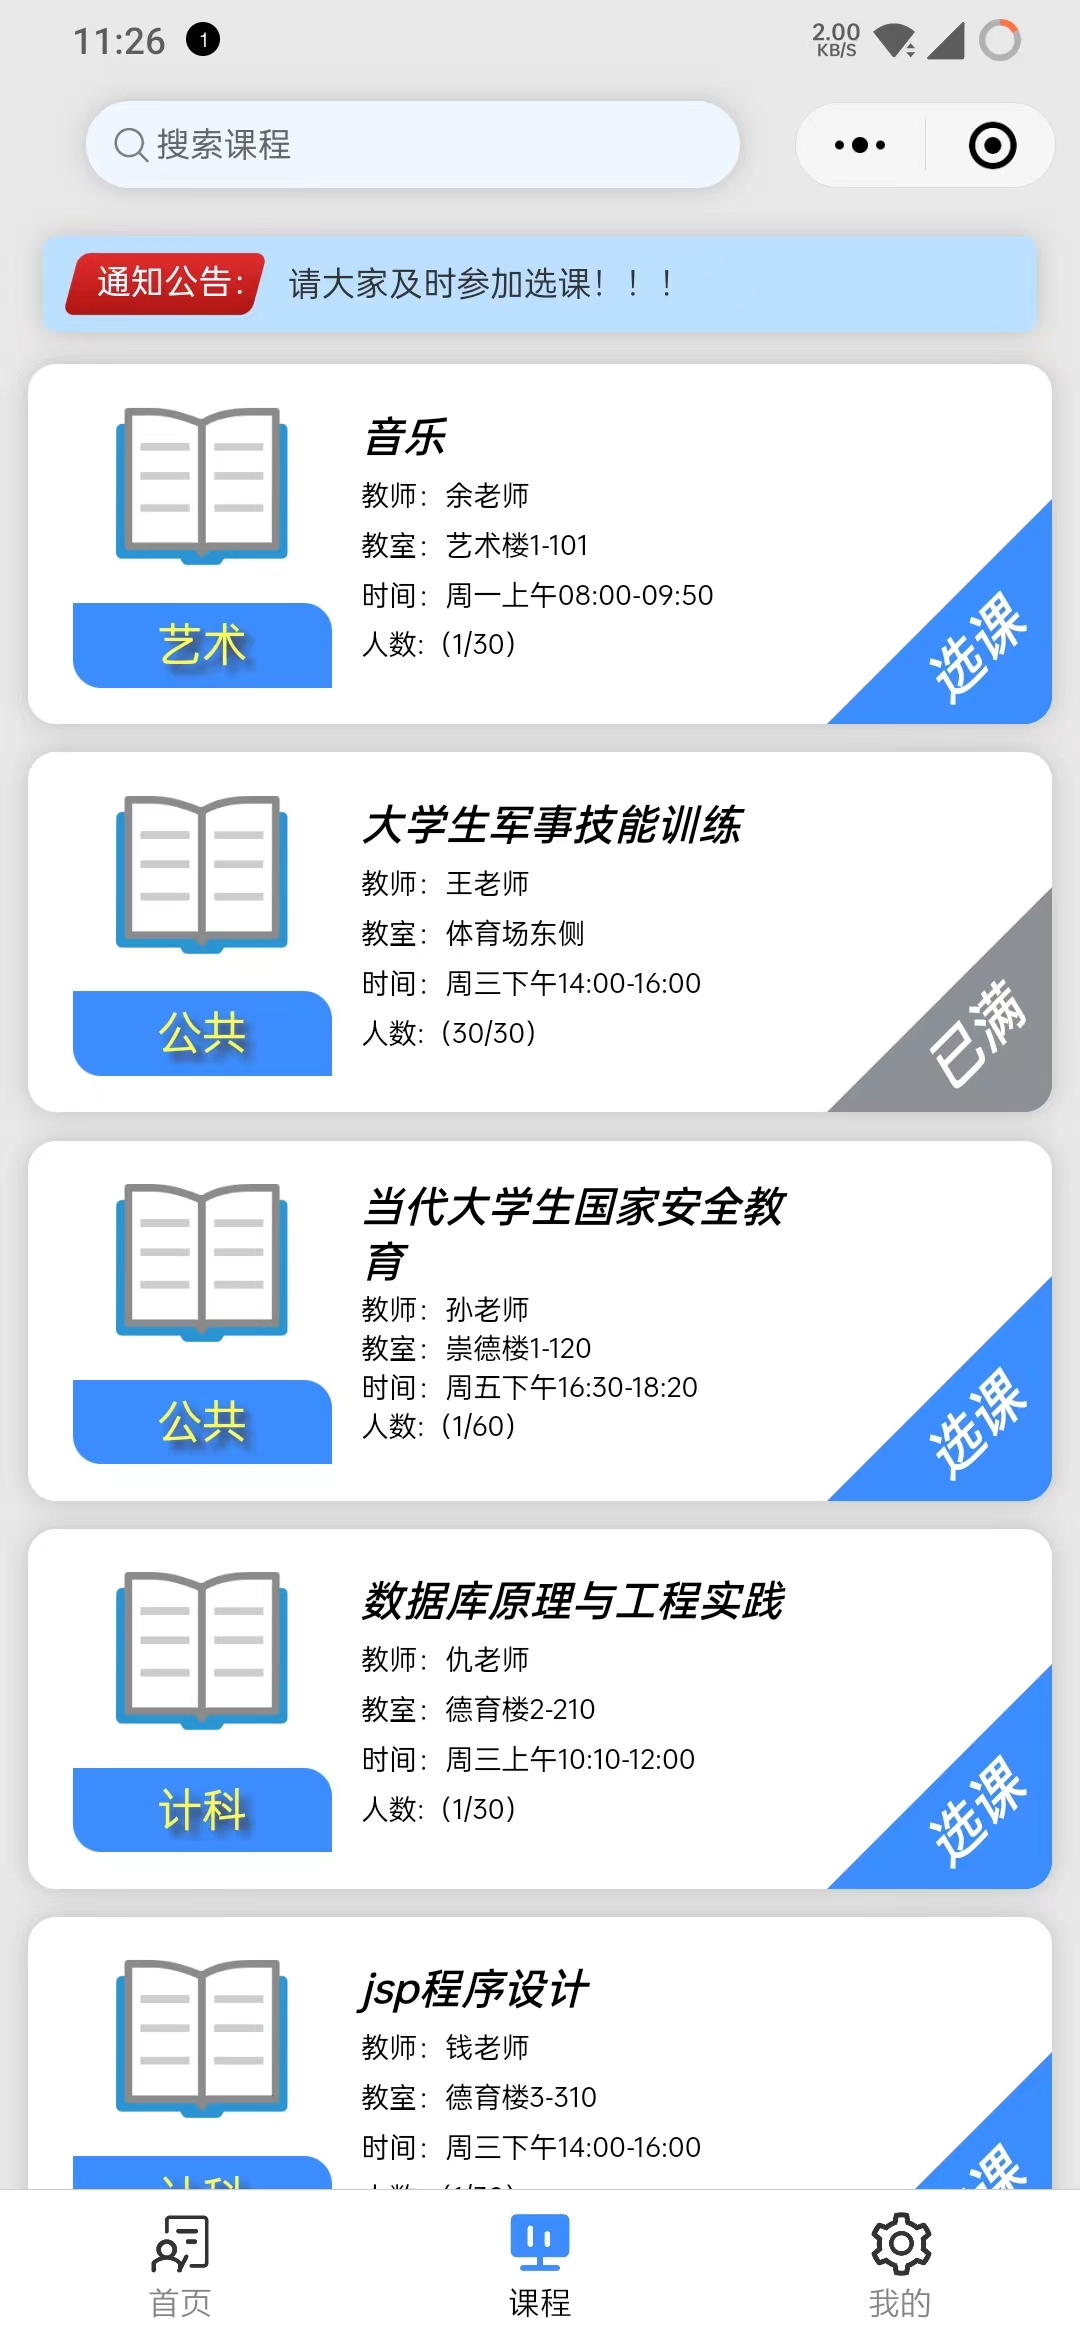 11:26
1
2.00
KB/S
搜索课程
通知公告：
请大家及时参加选课！！！
音乐
教师：余老师
教室：艺术楼1-101
时间：周一上午08:00-09:50
人数:（1/30）
艺术
选课
大学生军事技能训练
教师：王老师
教室：体育场东侧
时间：周三下午14:00-16:00
人数:（30/30）
公共
已满
当代大学生国家安全教
育
教师：孙老师
教室：崇德楼1-120
时间：周五下午16:30-18:20
人数:（1/60）
公共
选课
数据库原理与工程实践
教师：仇老师
教室：德育楼2-210
时间：周三上午10:10-12:00
人数:（1/30）
计科
选课
jsp程序设计
教师：钱老师
教室：德育楼3-310
时间：周三下午14:00-16:00
计科
课
首页
课程
我的